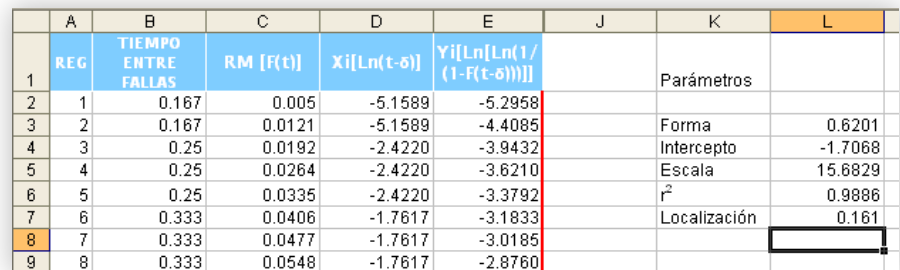 A B C D E J K L
1 REG TIEMPO ENTRE FALLAS RM [F(t)] Xi[Ln(t-δ)] Yi[Ln[Ln(1/(1-F(t-δ)))]] Parámetros
2 1 0.167 0.005 -5.1589 -5.2958
3 2 0.167 0.0121 -5.1589 -4.4085 Forma 0.6201
4 3 0.25 0.0192 -2.4220 -3.9432 Intercepto -1.7068
5 4 0.25 0.0264 -2.4220 -3.6210 Escala 15.6829
6 5 0.25 0.0335 -2.4220 -3.3792 r² 0.9886
7 6 0.333 0.0406 -1.7617 -3.1833 Localización 0.161
8 7 0.333 0.0477 -1.7617 -3.0185
9 8 0.333 0.0548 -1.7617 -2.8760